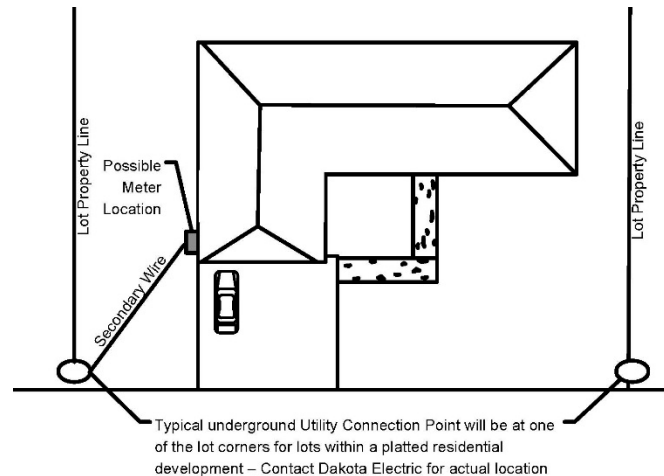 Lot Property Line
Possible
Meter
Location
Secondary Wire
Lot Property Line
Typical underground Utility Connection Point will be at one
of the lot corners for lots within a platted residential
development – Contact Dakota Electric for actual location